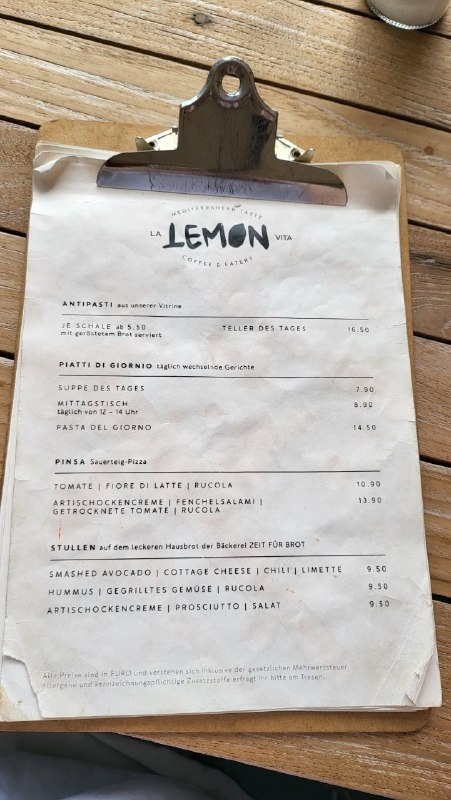 MEDITERRANEAN TASTE
LA LEMON VITA
COFFEE & EATERY
ANTIPASTI aus unserer Vitrine
JE SCHALE ab 5.50 TELLER DES TAGES 16.50
mit geröstetem Brot serviert
PIATTI DI GIORNIO täglich wechselnde Gerichte
SUPPE DES TAGES 7.90
MITTAGSTISCH 8.90
täglich von 12 – 14 Uhr
PASTA DEL GIORNO 14.50
PINSA Sauerteig-Pizza
TOMATE | FIORE DI LATTE | RUCOLA 10.90
ARTISCHOCKENCREME | FENCHELSALAMI | 13.90
GETROCKNETE TOMATE | RUCOLA
STULLEN auf dem leckeren Hausbrot der Bäckerei ZEIT FÜR BROT
SMASHED AVOCADO | COTTAGE CHEESE | CHILI | LIMETTE 9.50
HUMMUS | GEGRILLTES GEMÜSE | RUCOLA 9.50
ARTISCHOCKENCREME | PROSCIUTTO | SALAT 9.50
Alle Preise sind in EURO und verstehen sich inklusive der gesetzlichen Mehrwertsteuer.
Allergene und kennzeichnungspflichtige Zusatzstoffe erfragt ihr bitte am Tresen.